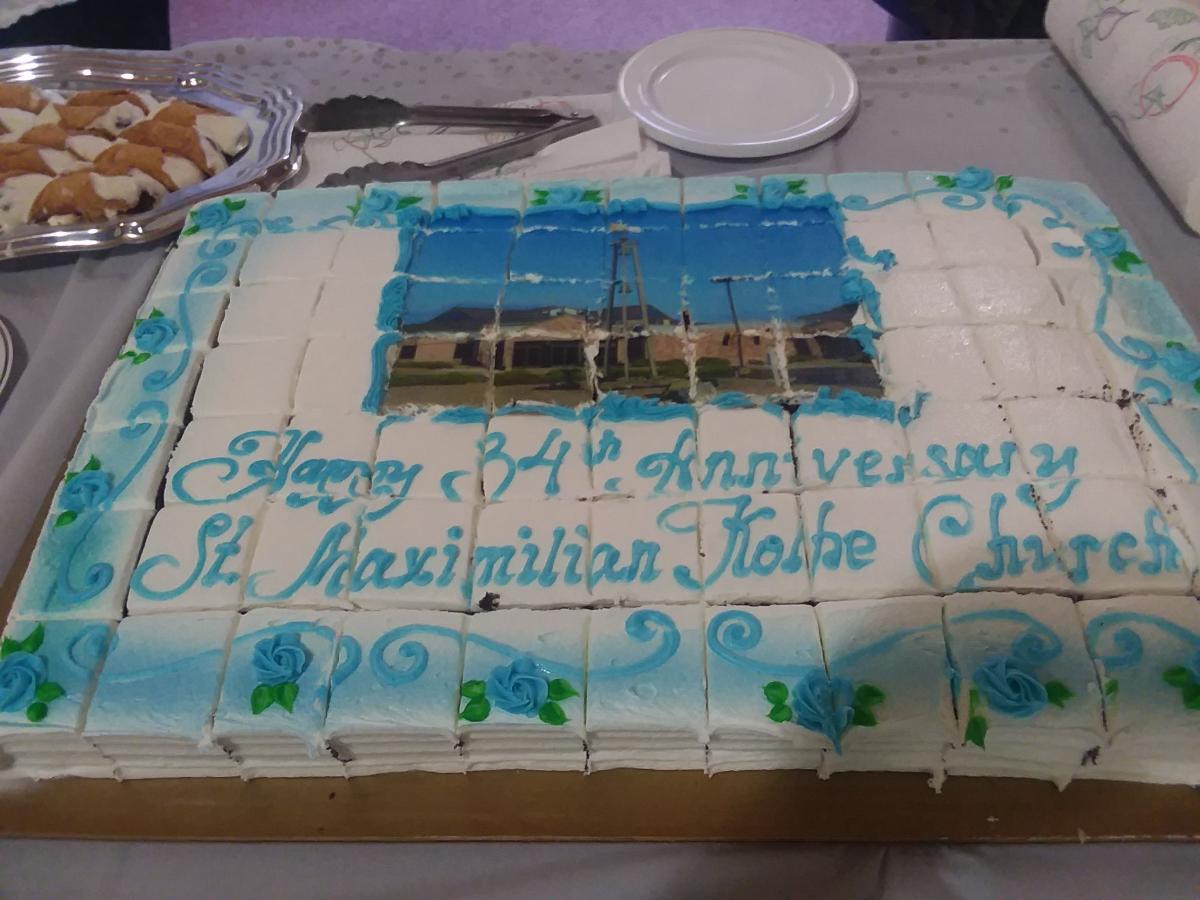 Happy 34th Anniversary
St. Maximilian Kolbe Church